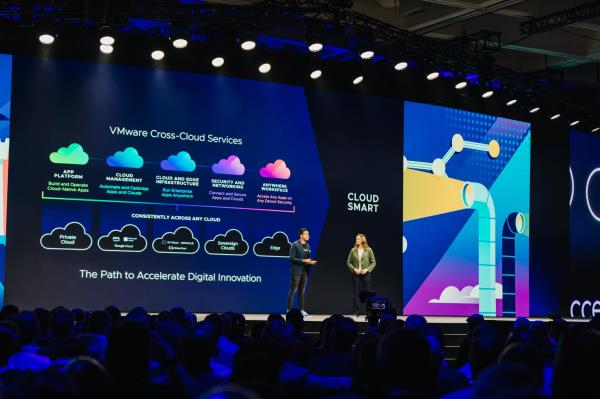 VMware Cross-Cloud Services
APP
PLATFORM
Build and Operate
Cloud-Native Apps
CLOUD
MANAGEMENT
Automate and Optimize
Apps and Clouds
CLOUD AND EDGE
INFRASTRUCTURE
Run Enterprise
Apps Anywhere
SECURITY AND
NETWORKING
Connect and Secure
Apps and Clouds
ANYWHERE
WORKSPACE
Access Any App on
Any Device Securely
CONSISTENTLY ACROSS ANY CLOUD
Private
Cloud
aws
Google Cloud
Sovereign
Clouds
Edge
The Path to Accelerate Digital Innovation
CLOUD
SMART